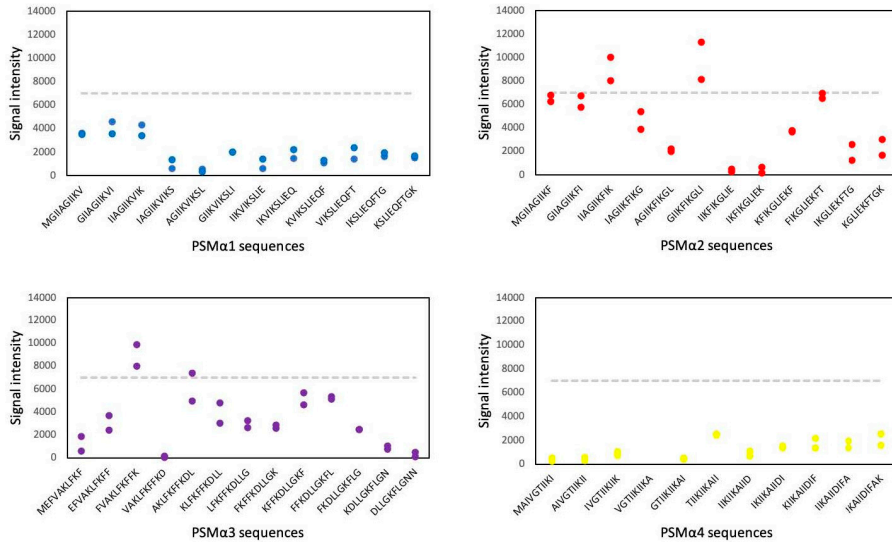 14000
12000
10000
8000
6000
4000
2000
0
Signal intensity
MGIIAGIIKV
GIIAGIIKVI
IIAGIIKVIK
IAGIIKVIKS
AGIIKVIKSL
GIIKVIKSLI
IIKVIKSLIE
IKVIKSLIEQ
KVIKSLIEQF
VIKSLIEQFT
IKSLIEQFTG
KSLIEQFTGK
PSMα1 sequences
14000
12000
10000
8000
6000
4000
2000
0
Signal intensity
MGIIAGIIKF
GIIAGIIKFI
IIAGIIKFIK
IAGIIKFIKG
AGIIKFIKGL
GIIKFIKGLI
IIKFIKGLIE
IKFIKGLIEK
KFIKGLIEKF
FIKGLIEKFT
IKGLIEKFTG
KGLIEKFTGK
PSMα2 sequences
14000
12000
10000
8000
6000
4000
2000
0
Signal intensity
MEFVAKLFKF
EFVAKLFKFF
FVAKLFKFFK
VAKLFKFFKD
AKLFKFFKDL
KLFKFFKDLL
LFKFFKDLLG
FKFFKDLLGK
KFFKDLLGKF
FFKDLLGKFL
FKDLLGKFLG
KDLLGKFLGN
DLLGKFLGNN
PSMα3 sequences
14000
12000
10000
8000
6000
4000
2000
0
Signal intensity
MAIVGTIIKI
AIVGTIIKII
IVGTIIKIIK
VGTIIKIIKA
GTIIKIIKAI
TIIKIIKAII
IIKIIKAIID
IKIIKAIIDI
KIIKAIIDIF
IIKAIIDIFA
IKAIIDIFAK
PSMα4 sequences